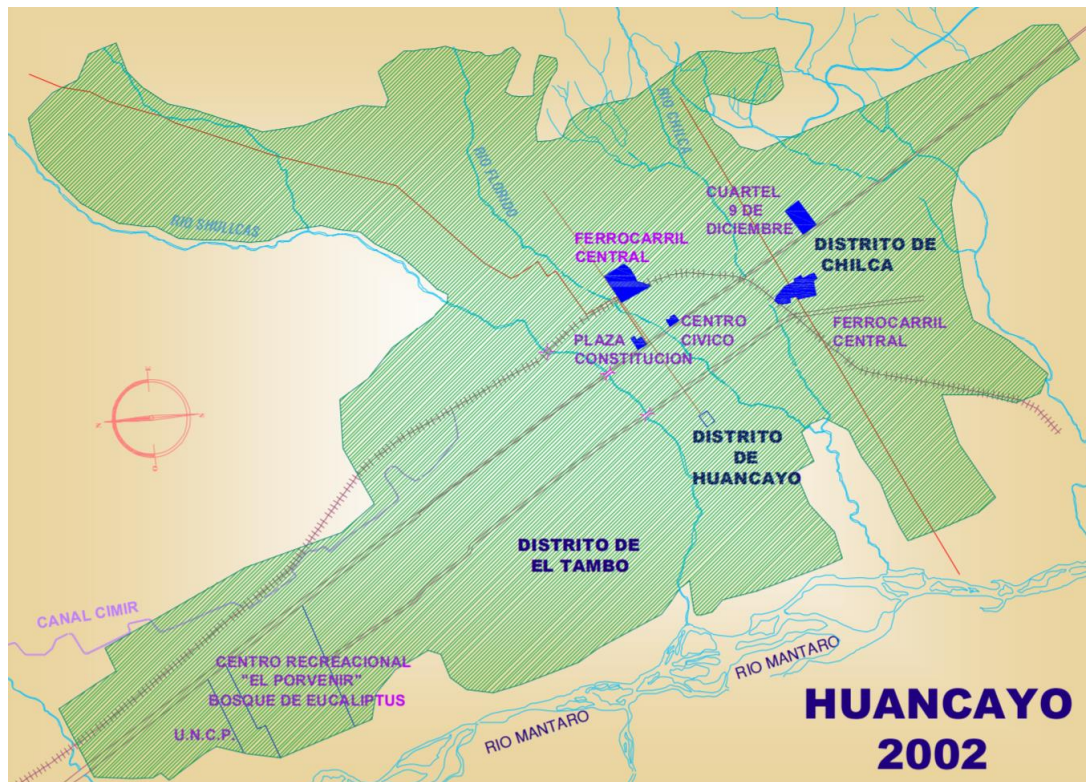 RIO SHULLCAS
RIO FLORIDO
RIO CHILCA
CUARTEL
9 DE
DICIEMBRE
FERROCARRIL
CENTRAL
DISTRITO DE
CHILCA
CENTRO
CIVICO
PLAZA
CONSTITUCION
FERROCARRIL
CENTRAL
DISTRITO
DE
HUANCAYO
DISTRITO DE
EL TAMBO
CANAL CIMIR
CENTRO RECREACIONAL
"EL PORVENIR"
BOSQUE DE EUCALIPTUS
U.N.C.P.
RIO MANTARO
RIO MANTARO
HUANCAYO
2002